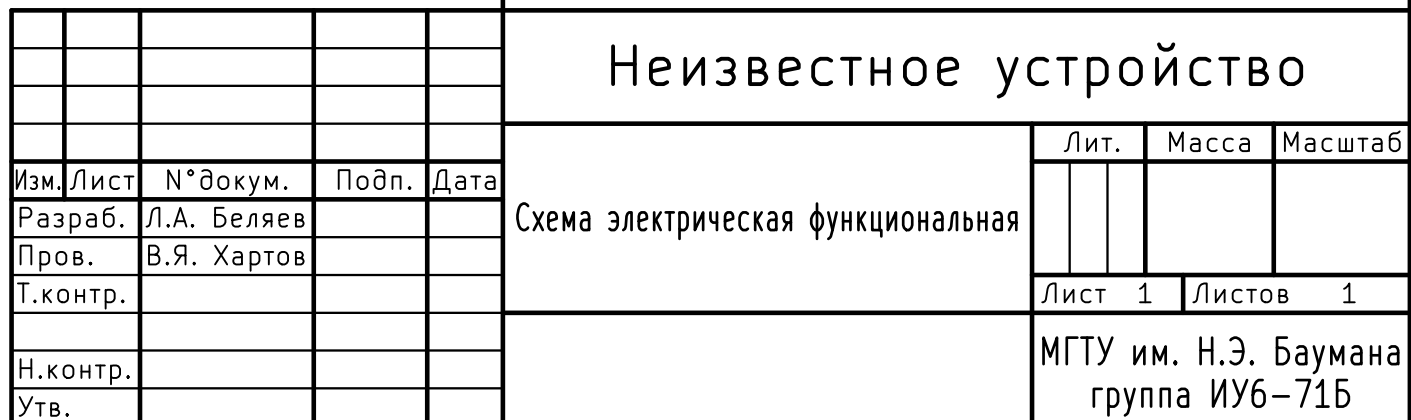 Неизвестное устройство
Лит. Масса Масштаб
Изм. Лист N°докум. Подп. Дата
Разраб. Л.А. Беляев
Схема электрическая функциональная
Пров. В.Я. Хартов
Т.контр.
Лист 1 Листов 1
Н.контр.
МГТУ им. Н.Э. Баумана
группа ИУ6-71Б
Утв.